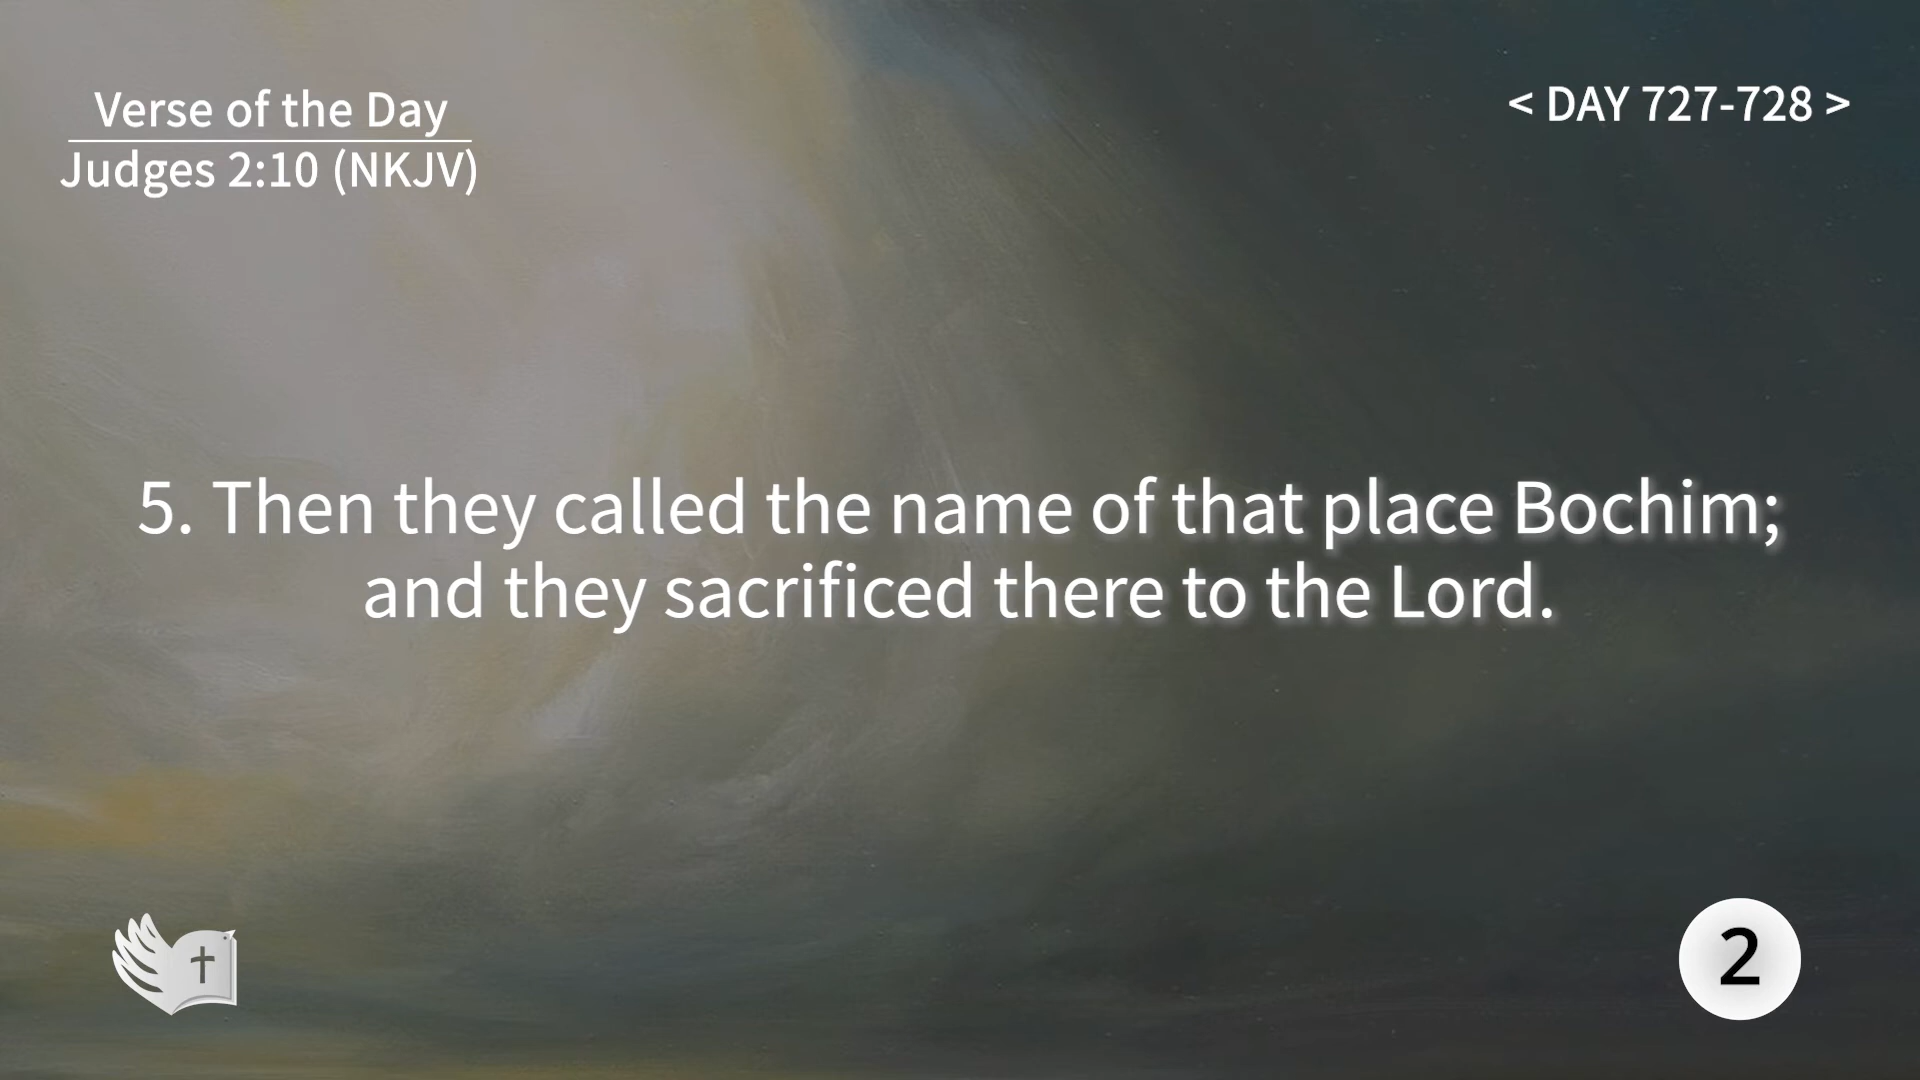 Verse of the Day
Judges 2:10 (NKJV)
< DAY 727-728 >
5. Then they called the name of that place Bochim;
and they sacrificed there to the Lord.
2